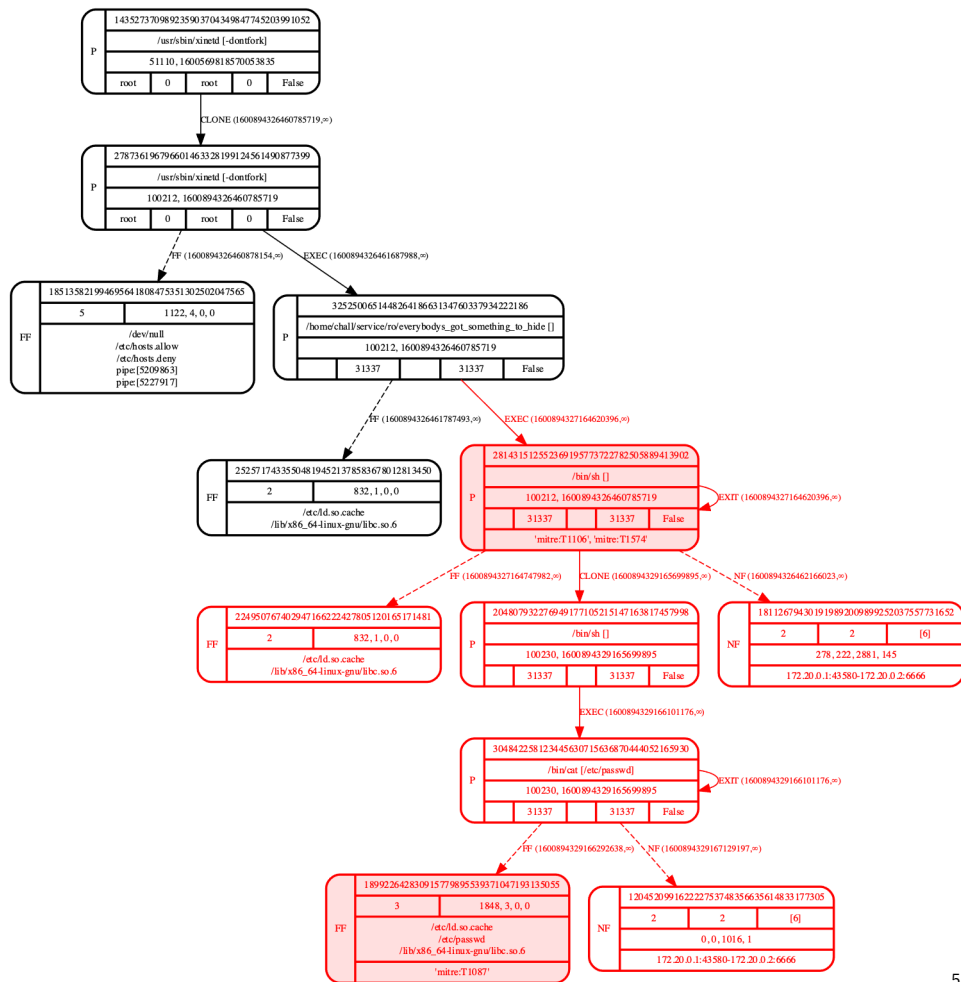 143527370989235903704349847745203991052
/usr/sbin/xinetd [-dontfork]
P
51110, 1600569818570053835
root 0 root 0 False
CLONE (1600894326460785719,∞)
278736196796601463328199124561490877399
/usr/sbin/xinetd [-dontfork]
P
100212, 1600894326460785719
root 0 root 0 False
FF (1600894326460878154,∞) EXEC (1600894326461687988,∞)
185135821994695641808475351302502047565
5 1122, 4, 0, 0
FF
/dev/null
/etc/hosts.allow
/etc/hosts.deny
pipe:[5209863]
pipe:[5227917]
325250065144826418663134760337934222186
/home/chall/service/ro/everybodys_got_something_to_hide []
P
100212, 1600894326460785719
31337 31337 False
FF (1600894326461787493,∞) EXEC (1600894327164620396,∞)
252571743355048194521378583678012813450
2 832, 1, 0, 0
FF
/etc/ld.so.cache
/lib/x86_64-linux-gnu/libc.so.6
281431512552369195773722782505889413902
/bin/sh []
P
100212, 1600894326460785719
31337 31337 False
'mitre:T1106', 'mitre:T1574'
EXIT (1600894327164620396,∞)
FF (1600894327164747982,∞) CLONE (1600894329165699895,∞) NF (1600894326462166023,∞)
224950767402947166222427805120165171481
2 832, 1, 0, 0
FF
/etc/ld.so.cache
/lib/x86_64-linux-gnu/libc.so.6
204807932276949177105215147163817457998
/bin/sh []
P
100230, 1600894329165699895
31337 31337 False
181126794301919892009899252037557731652
2 2 [6]
NF
278, 222, 2881, 145
172.20.0.1:43580-172.20.0.2:6666
EXEC (1600894329166101176,∞)
304842258123445630715636870444052165930
/bin/cat [/etc/passwd]
P
100230, 1600894329165699895
31337 31337 False
EXIT (1600894329166101176,∞)
FF (1600894329166292638,∞) NF (1600894329167129197,∞)
189922642830915779895539371047193135055
3 1848, 3, 0, 0
FF
/etc/ld.so.cache
/etc/passwd
/lib/x86_64-linux-gnu/libc.so.6
'mitre:T1087'
120452099162222753748356635614833177305
2 2 [6]
NF
0, 0, 1016, 1
172.20.0.1:43580-172.20.0.2:6666
5